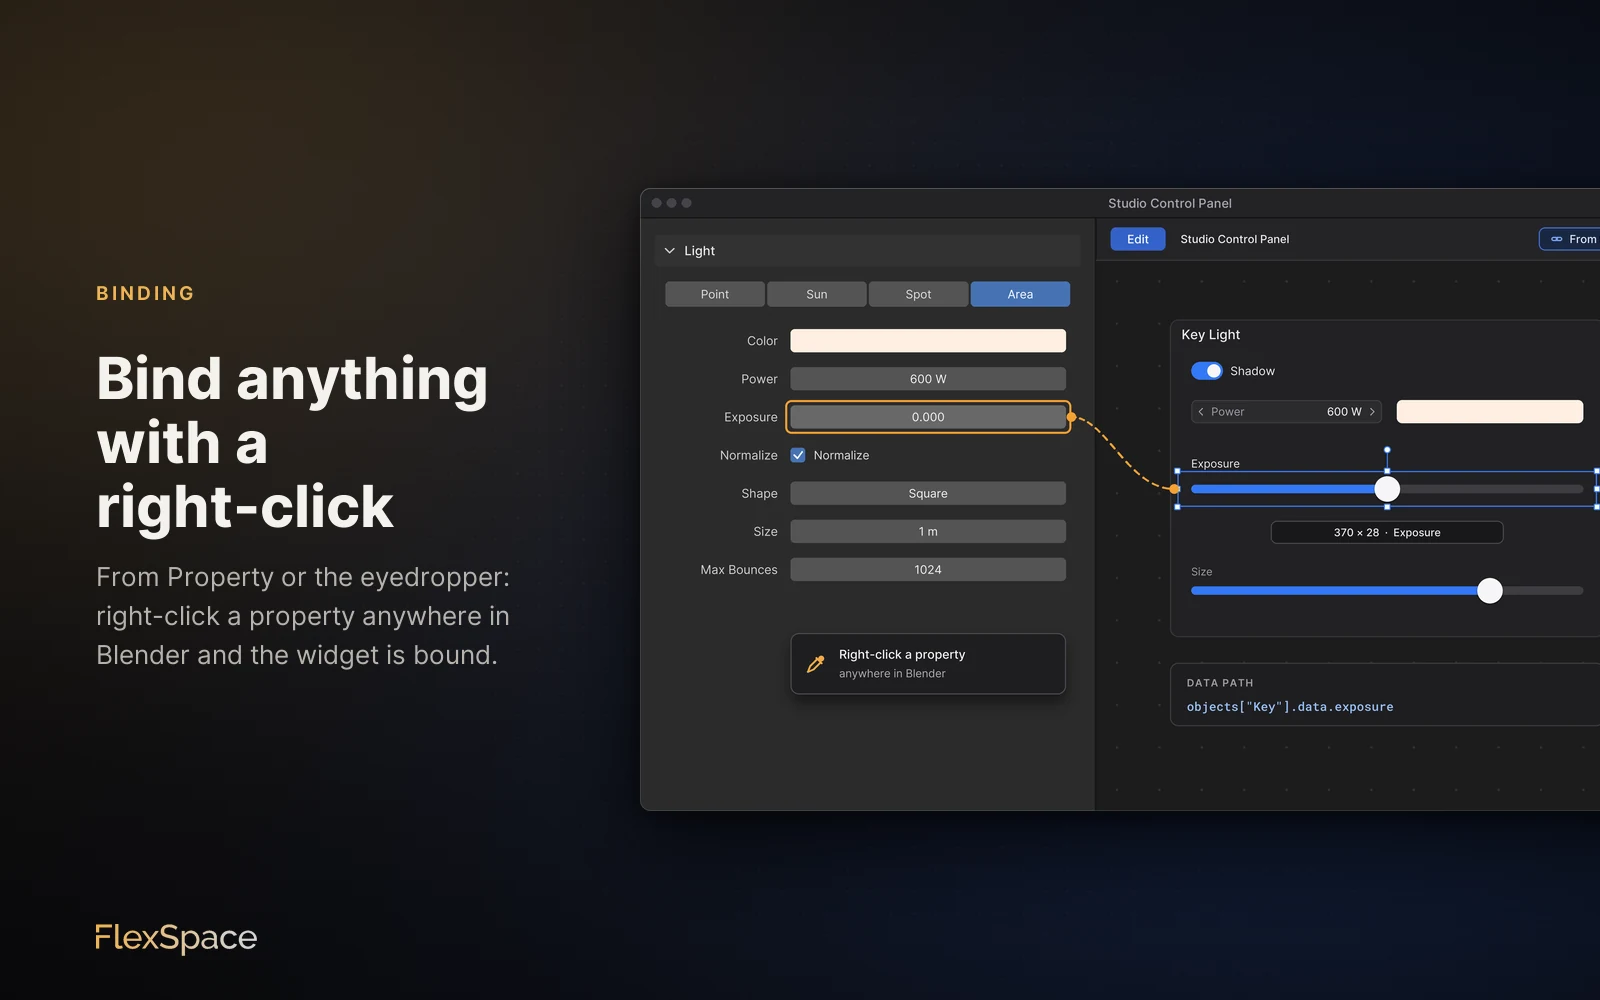 BINDING
Bind anything
with a
right-click
From Property or the eyedropper:
right-click a property anywhere in
Blender and the widget is bound.
FlexSpace
Studio Control Panel
Light
Point
Sun
Spot
Area
Color
Power
600 W
Exposure
0.000
Normalize
Normalize
Shape
Square
Size
1 m
Max Bounces
1024
Right-click a property
anywhere in Blender
Edit
Studio Control Panel
From
Key Light
Shadow
Power
600 W
Exposure
370 × 28 · Exposure
Size
DATA PATH
objects["Key"].data.exposure